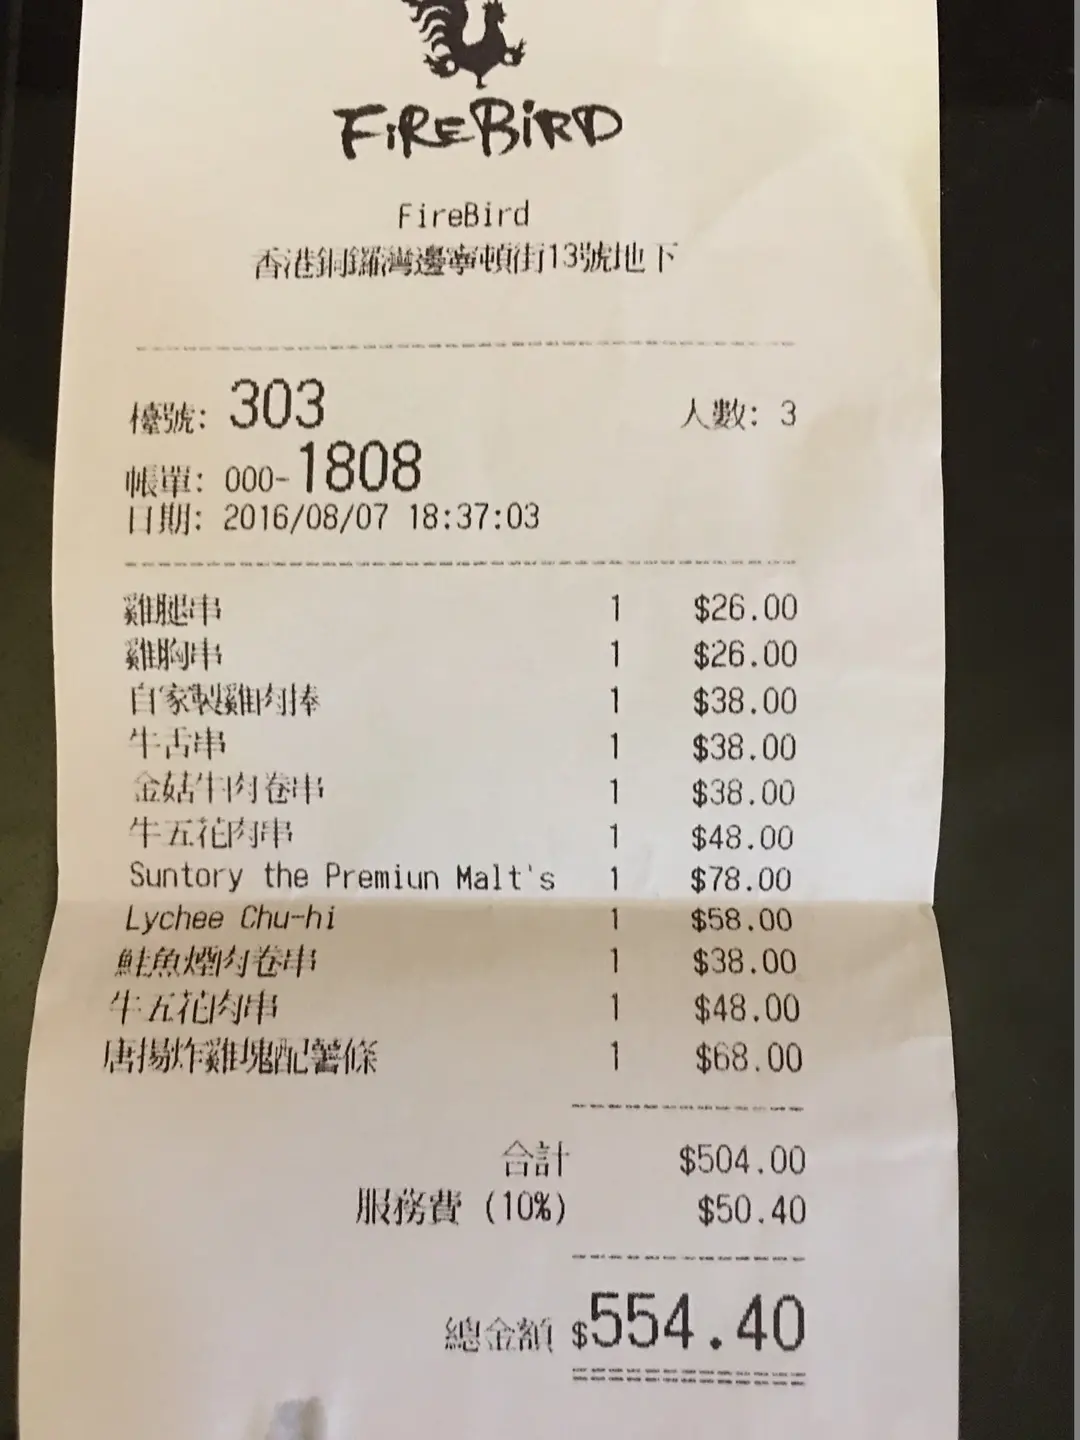 FIREBIRD
FireBird
香港銅鑼灣邊寧頓街13號地下
檯號: 303 人數: 3
帳單: 000-1808
日期: 2016/08/07 18:37:03
雞腿串 1 $26.00
雞胸串 1 $26.00
自家製雞肉捧 1 $38.00
牛舌串 1 $38.00
金菇牛肉卷串 1 $38.00
牛五花肉串 1 $48.00
Suntory the Premiun Malt's 1 $78.00
Lychee Chu-hi 1 $58.00
鮭魚煙肉卷串 1 $38.00
牛五花肉串 1 $48.00
唐揚炸雞塊配薯條 1 $68.00
合計 $504.00
服務費 (10%) $50.40
總金額 $554.40